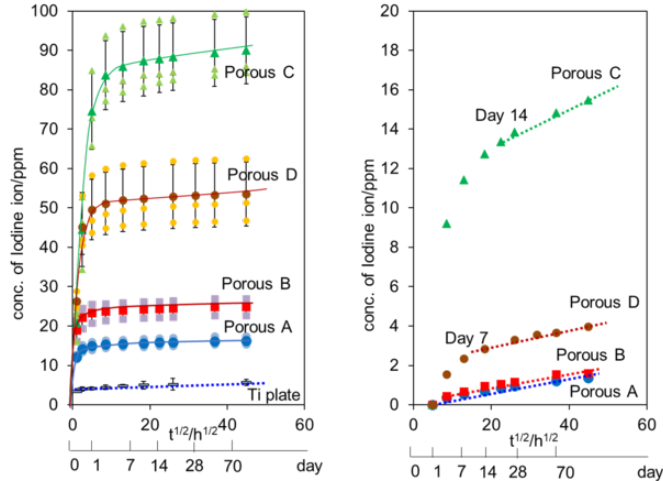 100
90
80
70
60
50
40
30
20
10
0
conc. of Iodine ion/ppm
Porous C
Porous D
Porous B
Porous A
Ti plate
0 20 40 60
t1/2/h1/2
0 1 7 14 28 70 day
20
18
16
14
12
10
8
6
4
2
0
conc. of Iodine ion/ppm
Porous C
Day 14
Porous D
Day 7
Porous B
Porous A
0 20 40 60
t1/2/h1/2
0 1 7 14 28 70 day